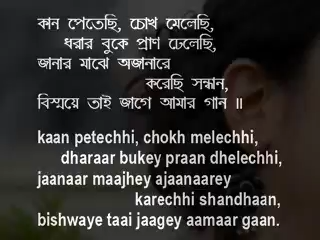 কান পেতেছি, চোখ মেলেছি,
ধরার বুকে প্রাণ ঢেলেছি,
জানার মাঝে অজানারে
করেছি সন্ধান,
বিস্ময়ে তাই জাগে আমার গান ॥
kaan petechhi, chokh melechhi,
dharaar bukey praan dhelechhi,
jaanaar maajhey ajaanaarey
karechhi shandhaan,
bishwaye taai jaagey aamaar gaan.